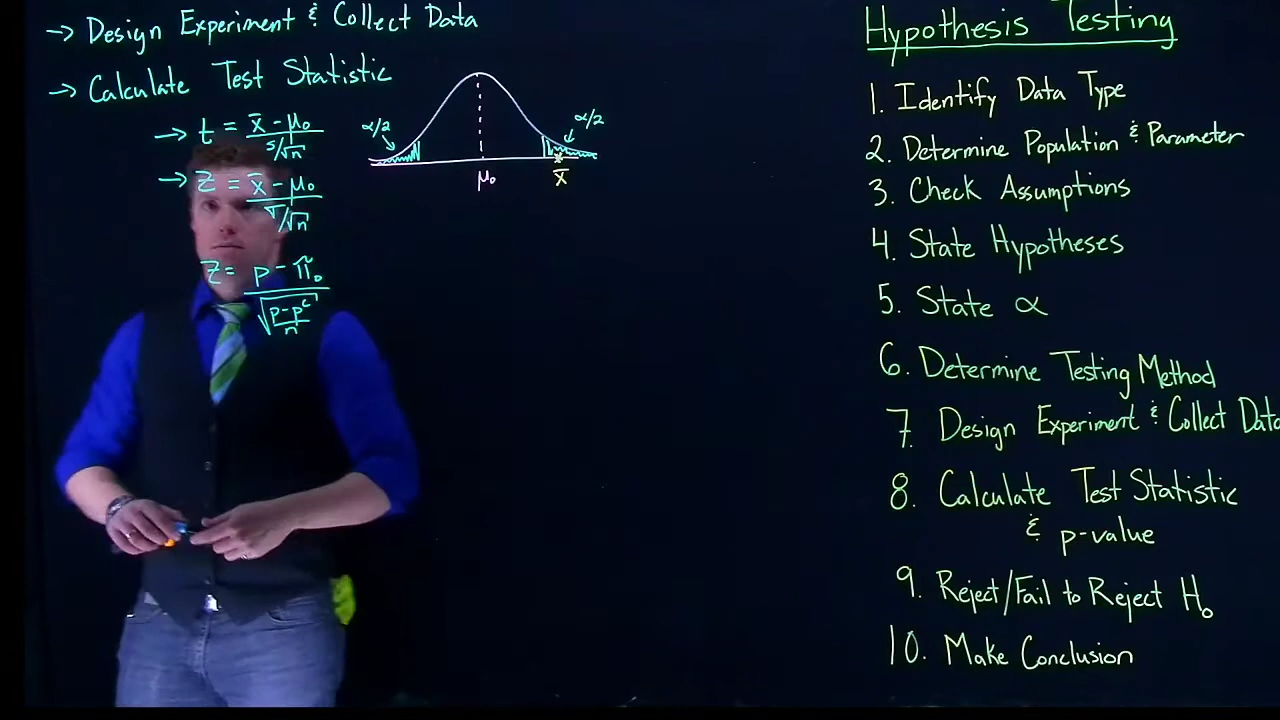 → Design Experiment & Collect Data
→ Calculate Test Statistic
→ t = x̄ - μ₀ / s/√n
→ Z = x̄ - μ₀ / σ/√n
Z = p - π₀ / √(p-p² / n)
α/2
α/2
μ₀
x̄
Hypothesis Testing
1. Identify Data Type
2. Determine Population & Parameter
3. Check Assumptions
4. State Hypotheses
5. State α
6. Determine Testing Method
7. Design Experiment & Collect Data
8. Calculate Test Statistic
& p-value
9. Reject/Fail to Reject H₀
10. Make Conclusion